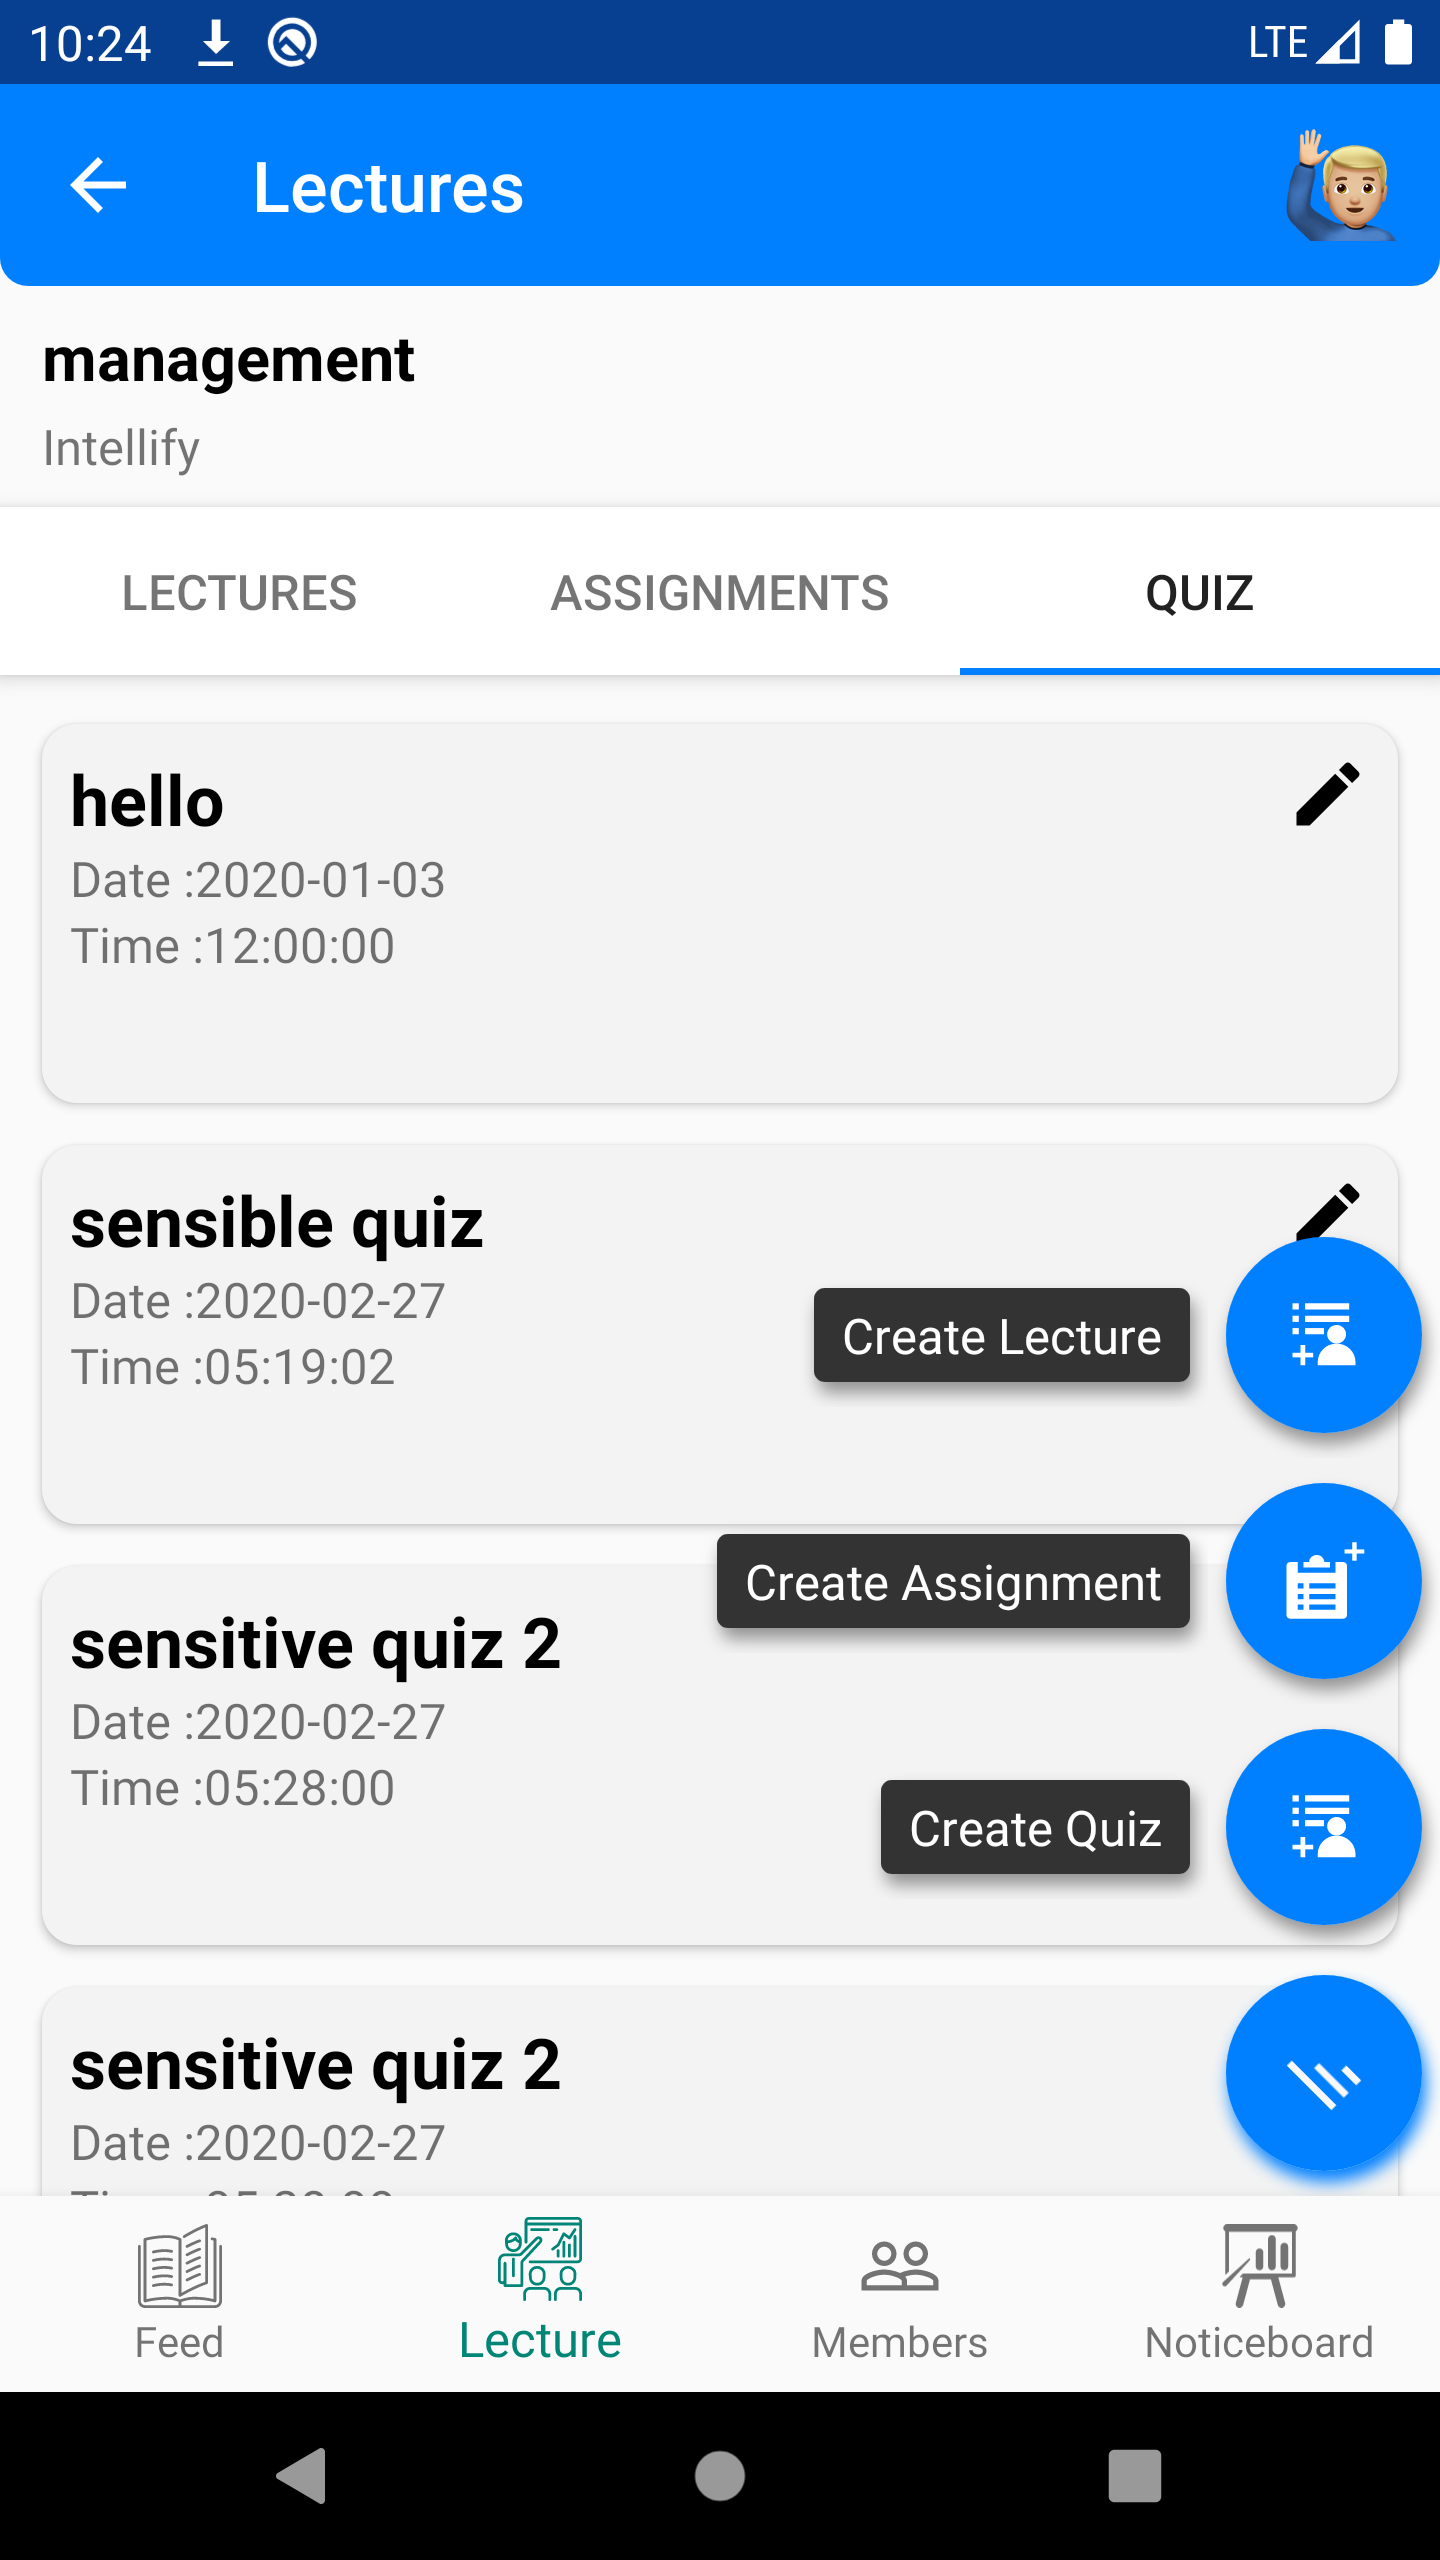 10:24
LTE
Lectures
management
Intellify
LECTURES
ASSIGNMENTS
QUIZ
hello
Date :2020-01-03
Time :12:00:00
sensible quiz
Date :2020-02-27
Time :05:19:02
Create Lecture
Create Assignment
sensitive quiz 2
Date :2020-02-27
Time :05:28:00
Create Quiz
sensitive quiz 2
Date :2020-02-27
Feed
Lecture
Members
Noticeboard